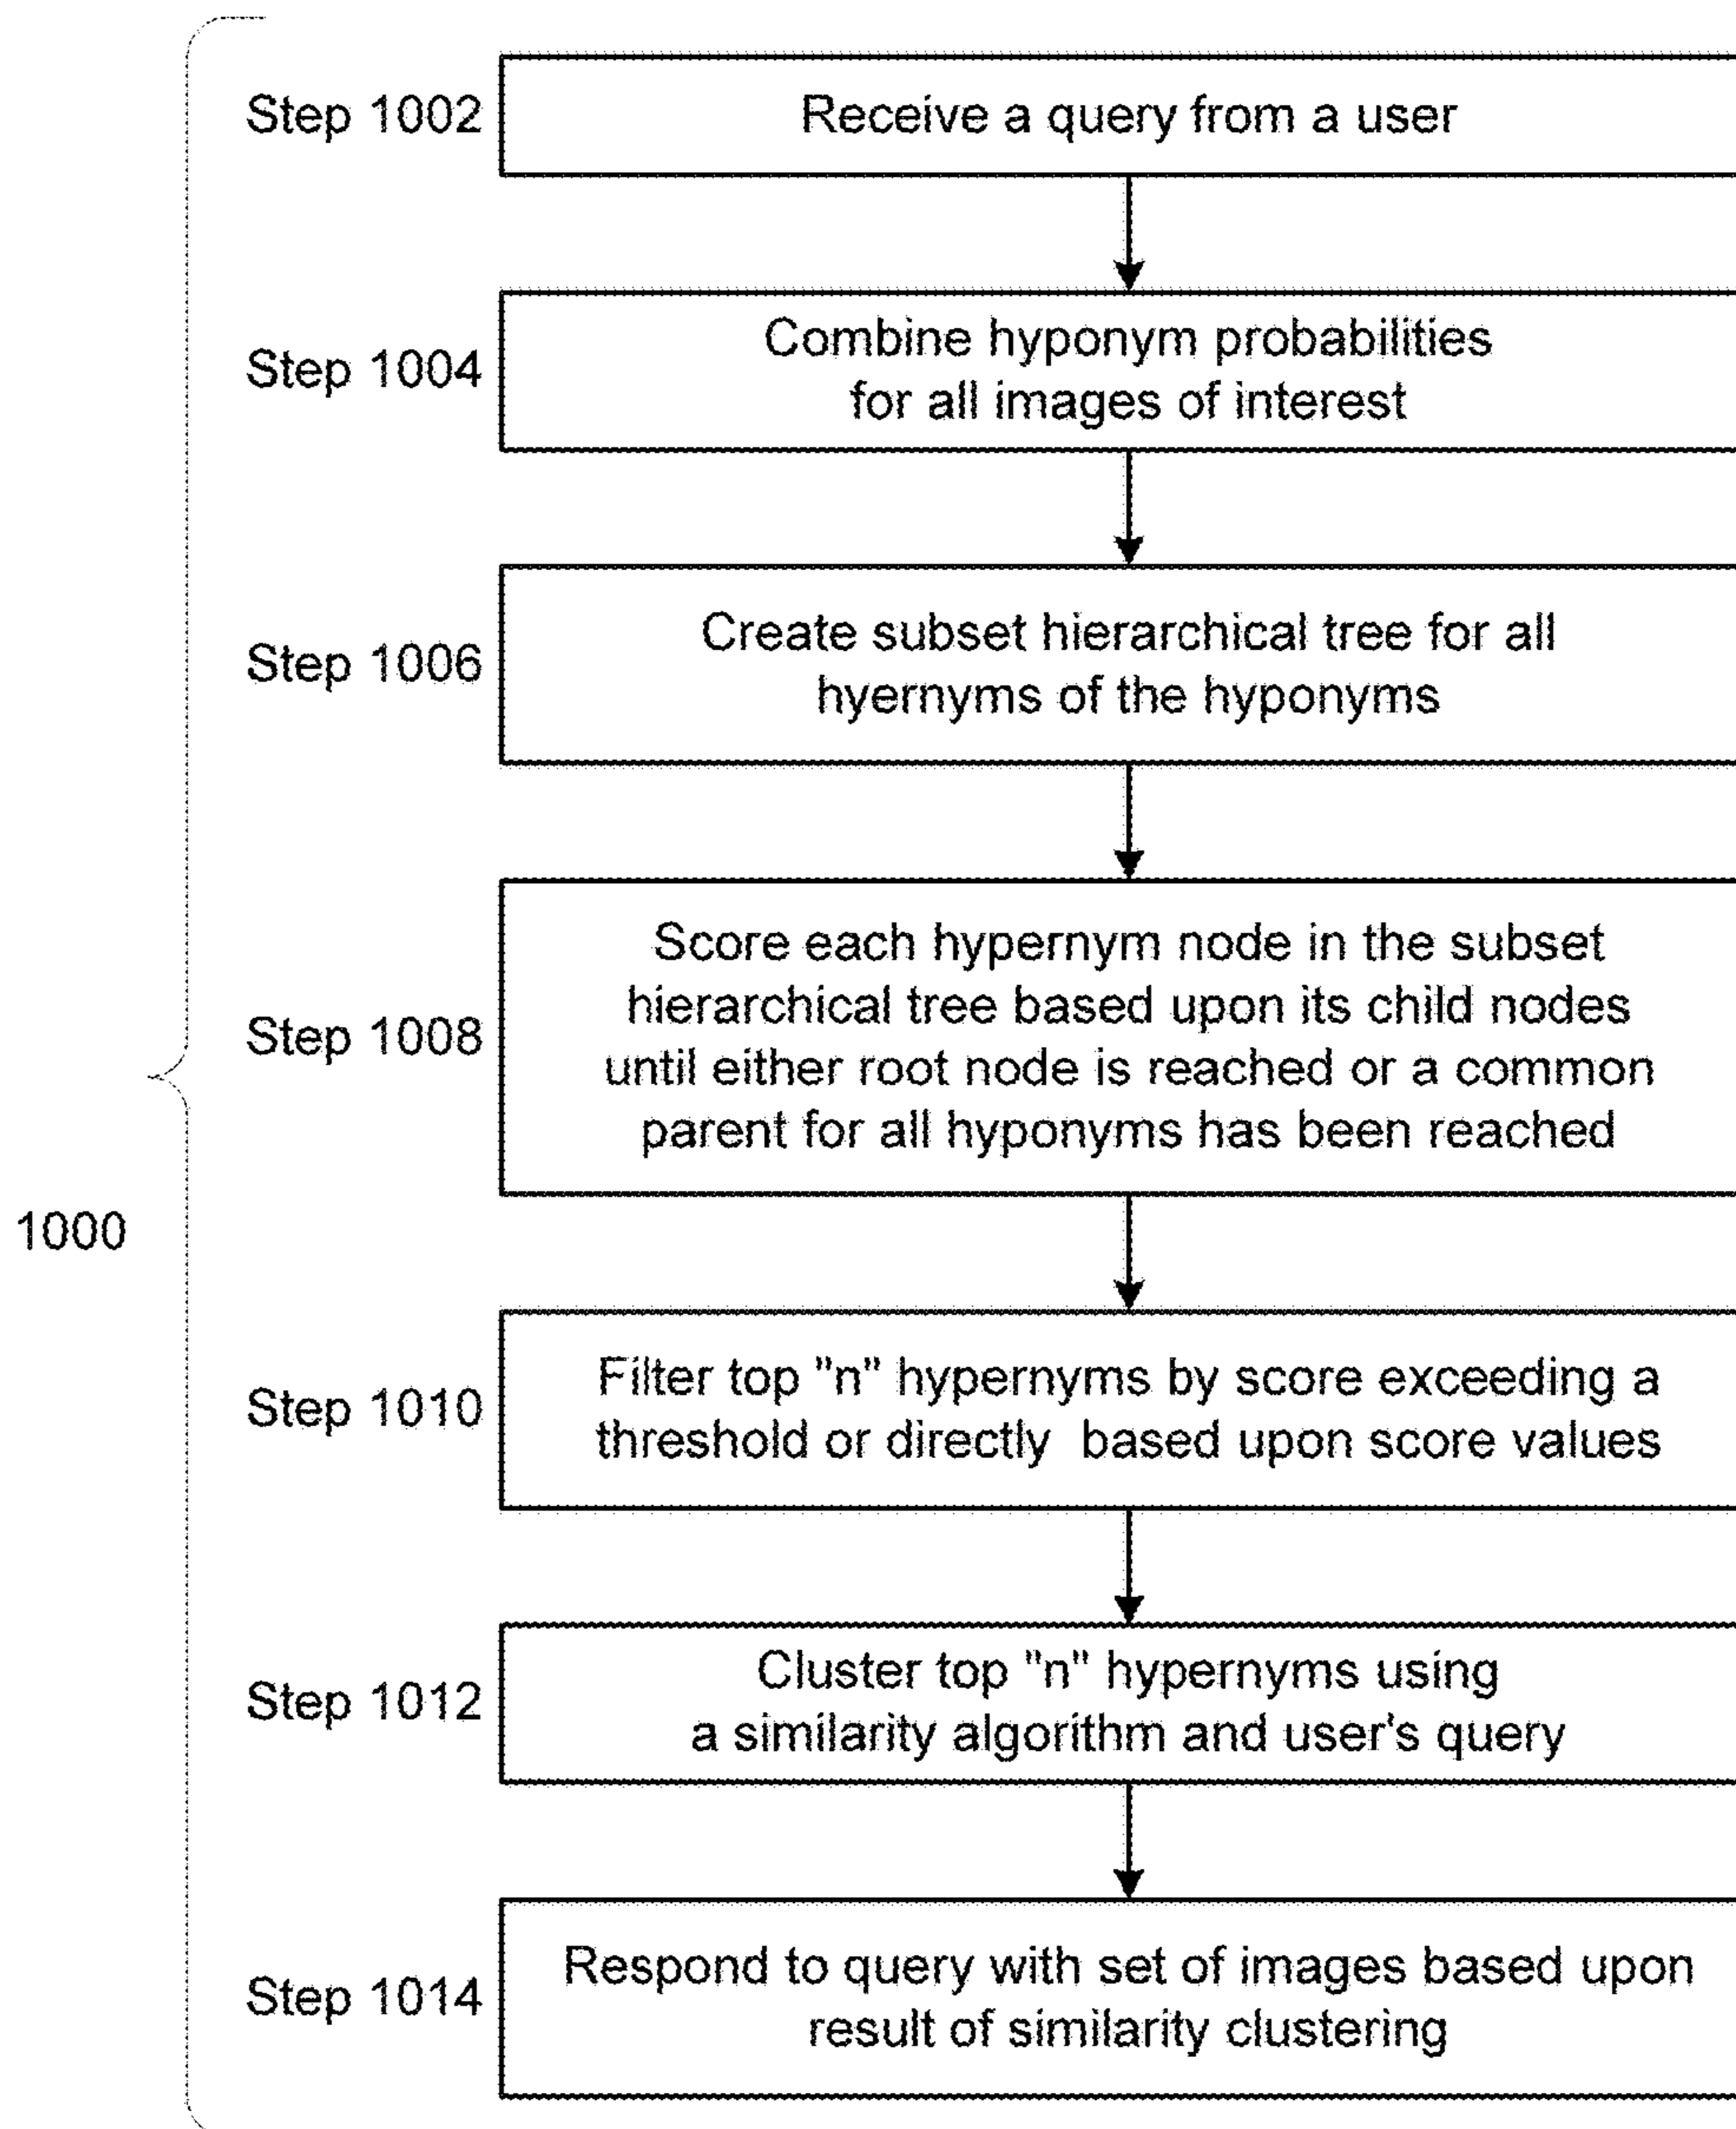 Step 1002
Receive a query from a user
Step 1004
Combine hyponym probabilities
for all images of interest
Step 1006
Create subset hierarchical tree for all
hyernyms of the hyponyms
Step 1008
Score each hypernym node in the subset
hierarchical tree based upon its child nodes
until either root node is reached or a common
parent for all hyponyms has been reached
1000
Step 1010
Filter top "n" hypernyms by score exceeding a
threshold or directly based upon score values
Step 1012
Cluster top "n" hypernyms using
a similarity algorithm and user's query
Step 1014
Respond to query with set of images based upon
result of similarity clustering